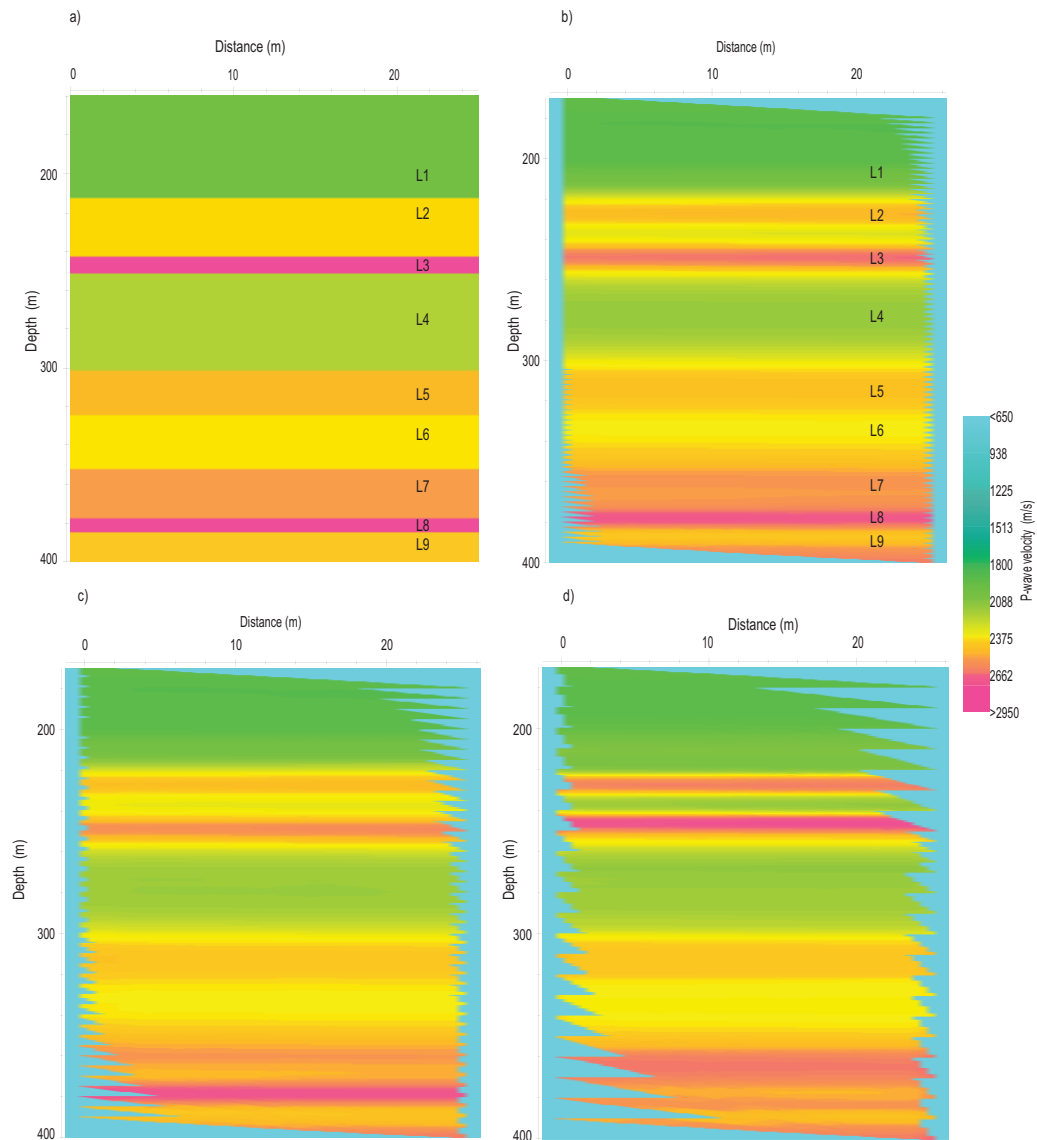 a)
Distance (m)
0 10 20
Depth (m)
200
300
400
L1
L2
L3
L4
L5
L6
L7
L8
L9
b)
Distance (m)
0 10 20
Depth (m)
200
300
400
L1
L2
L3
L4
L5
L6
L7
L8
L9
<650
938
1225
1513
1800
2088
2375
2662
>2950
P-wave velocity (m/s)
c)
Distance (m)
0 10 20
Depth (m)
200
300
400
d)
Distance (m)
0 10 20
Depth (m)
200
300
400